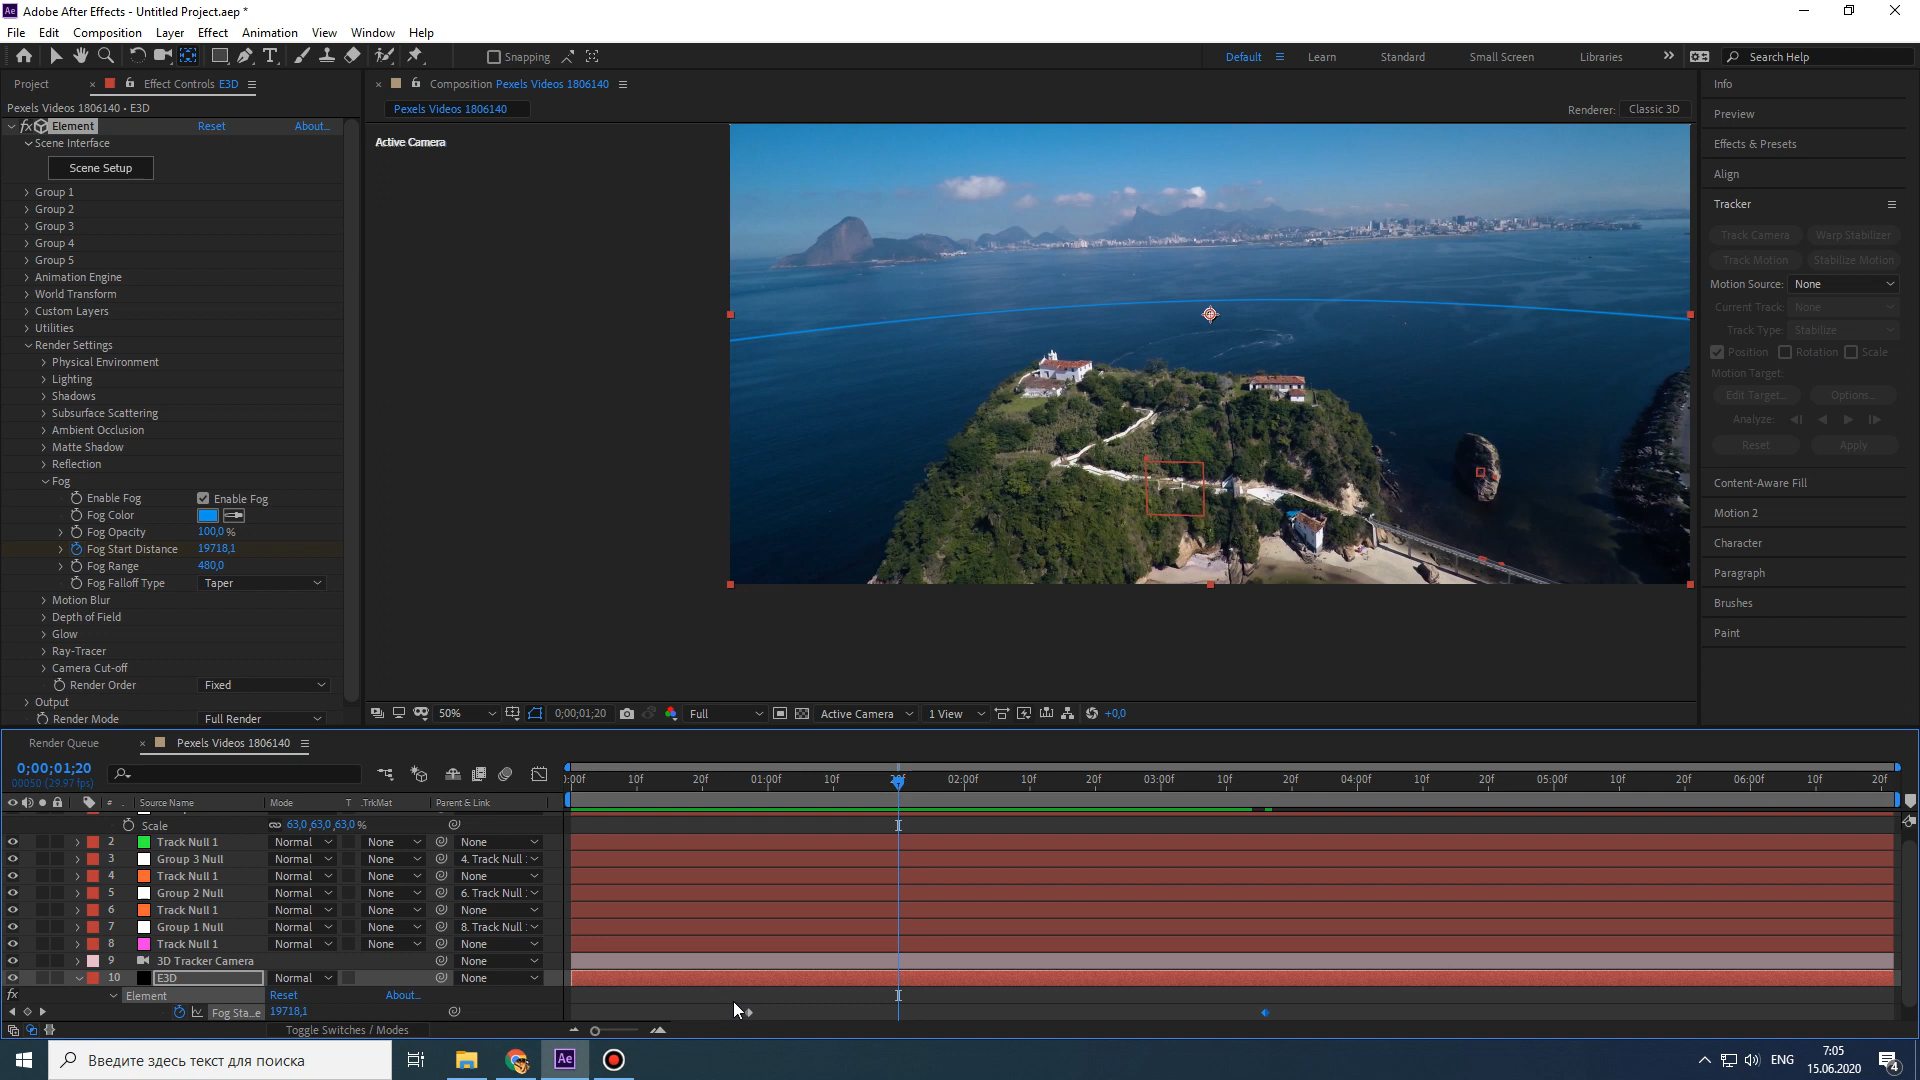 Adobe After Effects - Untitled Project.aep *
File Edit Composition Layer Effect Animation View Window Help
Snapping
Default Learn Standard Small Screen Libraries Search Help
Project Effect Controls E3D
Pexels Videos 1806140 • E3D
Element Reset About...
Scene Interface
Scene Setup
Group 1
Group 2
Group 3
Group 4
Group 5
Animation Engine
World Transform
Custom Layers
Utilities
Render Settings
Physical Environment
Lighting
Shadows
Subsurface Scattering
Ambient Occlusion
Matte Shadow
Reflection
Fog
Enable Fog Enable Fog
Fog Color
Fog Opacity 100,0 %
Fog Start Distance 19718,1
Fog Range 480,0
Fog Falloff Type Taper
Motion Blur
Depth of Field
Glow
Ray-Tracer
Camera Cut-off
Render Order Fixed
Output
Render Mode Full Render
Composition Pexels Videos 1806140
Pexels Videos 1806140
Renderer: Classic 3D
Active Camera
50% 0;00;01;20 Full Active Camera 1 View +0,0
Info
Preview
Effects & Presets
Align
Tracker
Track Camera Warp Stabilizer
Track Motion Stabilize Motion
Motion Source: None
Current Track: None
Track Type: Stabilize
Position Rotation Scale
Motion Target:
Edit Target... Options...
Analyze:
Reset Apply
Content-Aware Fill
Motion 2
Character
Paragraph
Brushes
Paint
Render Queue Pexels Videos 1806140
0;00;01;20
00050 (29.97 fps)
):00f 10f 20f 01:00f 10f 20f 02:00f 10f 20f 03:00f 10f 20f 04:00f 10f 20f 05:00f 10f 20f 06:00f 10f 20f
# Source Name Mode T .TrkMat Parent & Link
Scale 63,0,63,0,63,0 %
2 Track Null 1 Normal None None
3 Group 3 Null Normal None 4. Track Null :
4 Track Null 1 Normal None None
5 Group 2 Null Normal None 6. Track Null :
6 Track Null 1 Normal None None
7 Group 1 Null Normal None 8. Track Null :
8 Track Null 1 Normal None None
9 3D Tracker Camera None
10 E3D Normal None
Element Reset About...
Fog Sta...e 19718,1
Toggle Switches / Modes
Введите здесь текст для поиска
ENG
7:05
15.06.2020
4